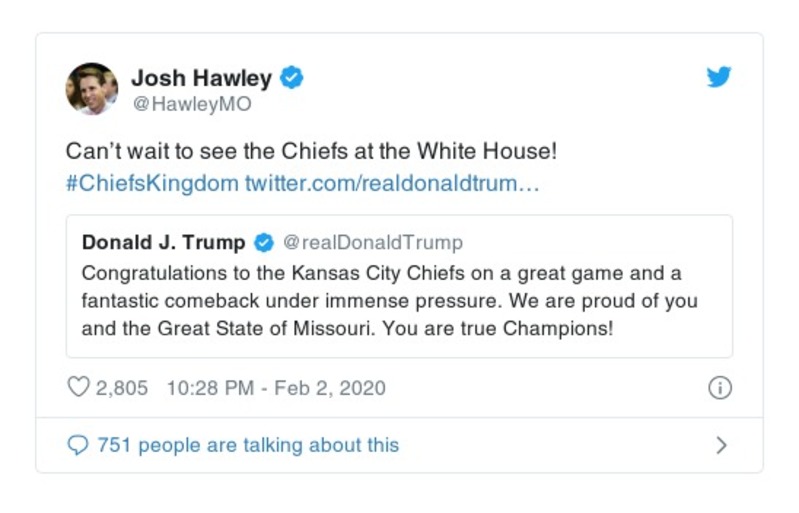 Josh Hawley
@HawleyMO
Can't wait to see the Chiefs at the White House!
#ChiefsKingdom twitter.com/realdonaldtrum…
Donald J. Trump @realDonaldTrump
Congratulations to the Kansas City Chiefs on a great game and a
fantastic comeback under immense pressure. We are proud of you
and the Great State of Missouri. You are true Champions!
2,805 10:28 PM - Feb 2, 2020
751 people are talking about this